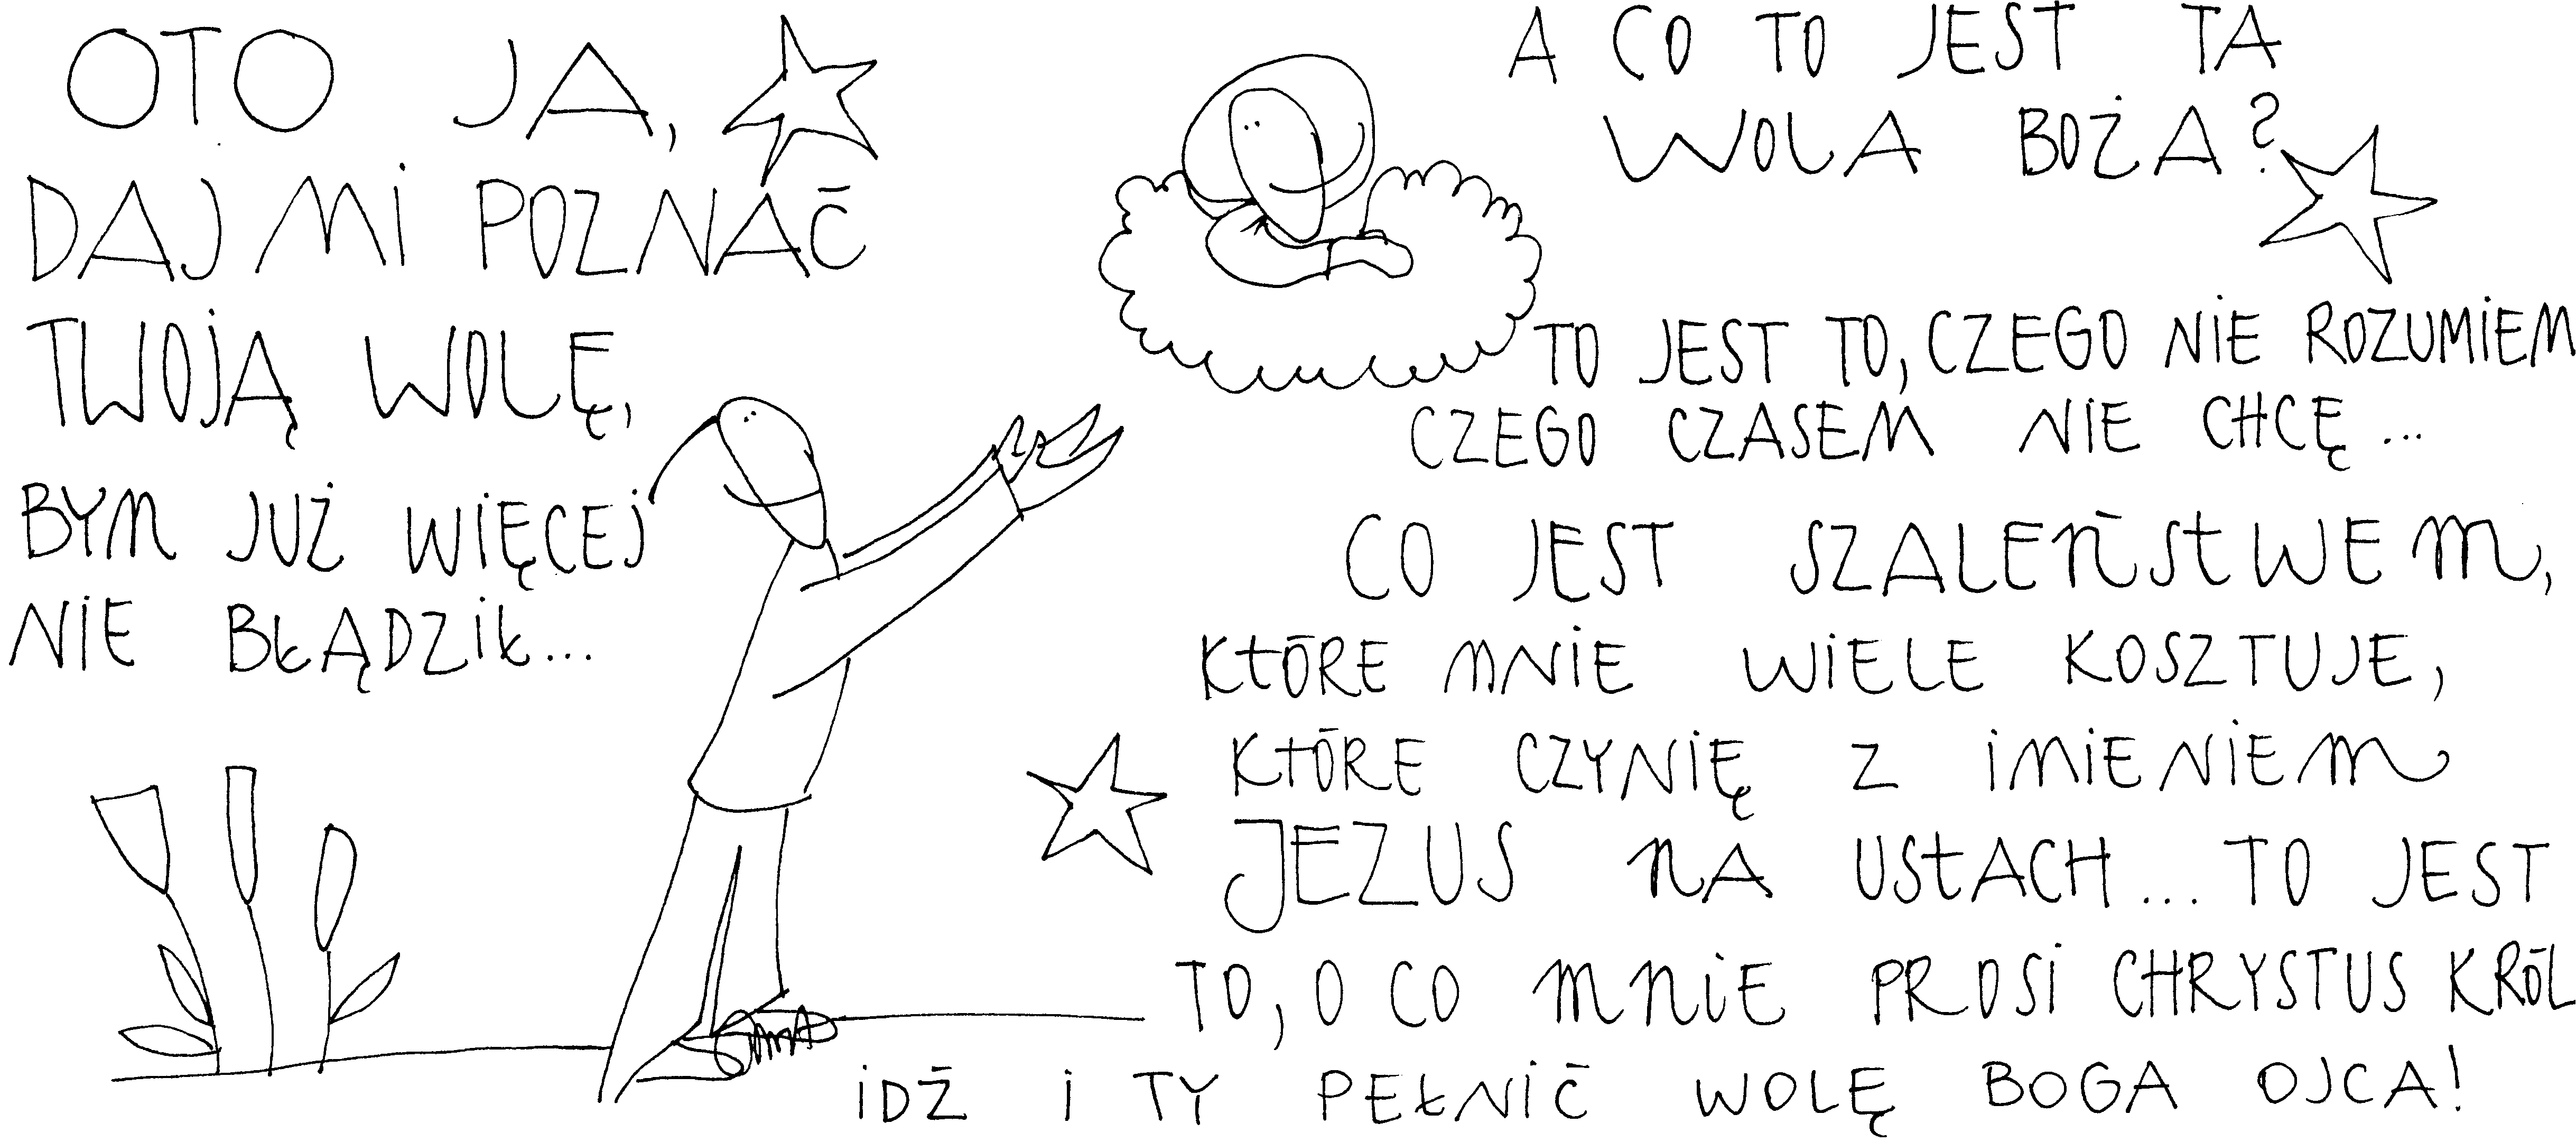 OTO JA,
DAJ MI POZNAĆ
TWOJĄ WOLĘ,
BYM JUŻ WIĘCEJ
NIE BŁĄDZIŁ...
A CO TO JEST TA
WOLA BOŻA?
TO JEST TO, CZEGO NIE ROZUMIEM
CZEGO CZASEM NIE CHCĘ...
CO JEST SZALEŃSTWEM,
KTÓRE MNIE WIELE KOSZTUJE,
KTÓRE CZYNIĘ Z IMIENIEM
JEZUS NA USTACH... TO JEST
TO, O CO MNIE PROSI CHRYSTUS KRÓL
IDŹ I TY PEŁNIĆ WOLĘ BOGA OJCA!